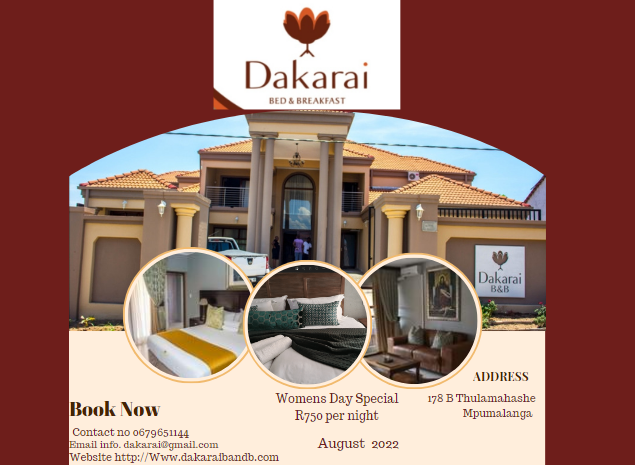 Dakarai
BED & BREAKFAST
Dakarai
B&B
ADDRESS
178 B Thulamahashe
Mpumalanga
Womens Day Special
R750 per night
August 2022
Book Now
Contact no 0679651144
Email info. dakarai@gmail.com
Website http://Www.dakaraibandb.com